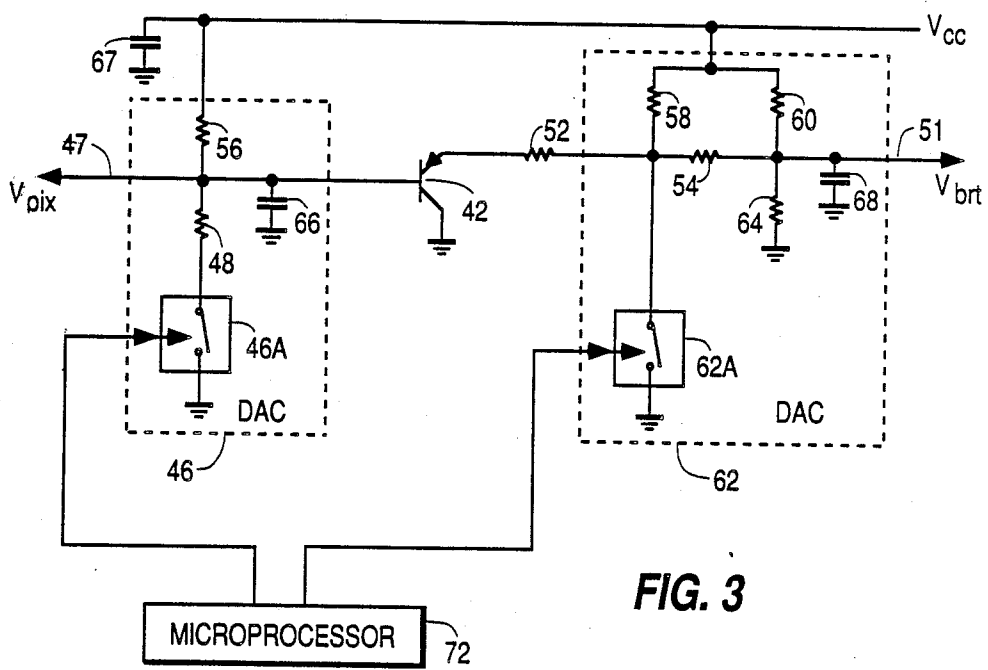 67
V_cc
56
58
60
47
52
51
V_pix
54
V_brt
66
42
64
68
48
46A
62A
DAC
DAC
46
62
FIG. 3
MICROPROCESSOR
72